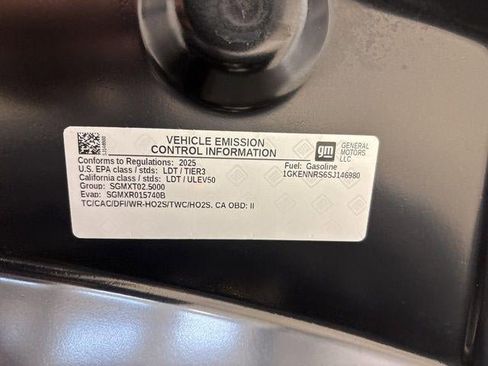 VEHICLE EMISSION
CONTROL INFORMATION
gm
GENERAL
MOTORS
LLC
Conforms to Regulations: 2025
Fuel: Gasoline
U.S. EPA class / stds: LDT / TIER3
1GKENNRS6SJ146980
California class / stds: LDT / ULEV50
Group: SGMXT02.5000
Evap: SGMXR015740B
TC/CAC/DFI/WR-HO2S/TWC/HO2S, CA OBD: II